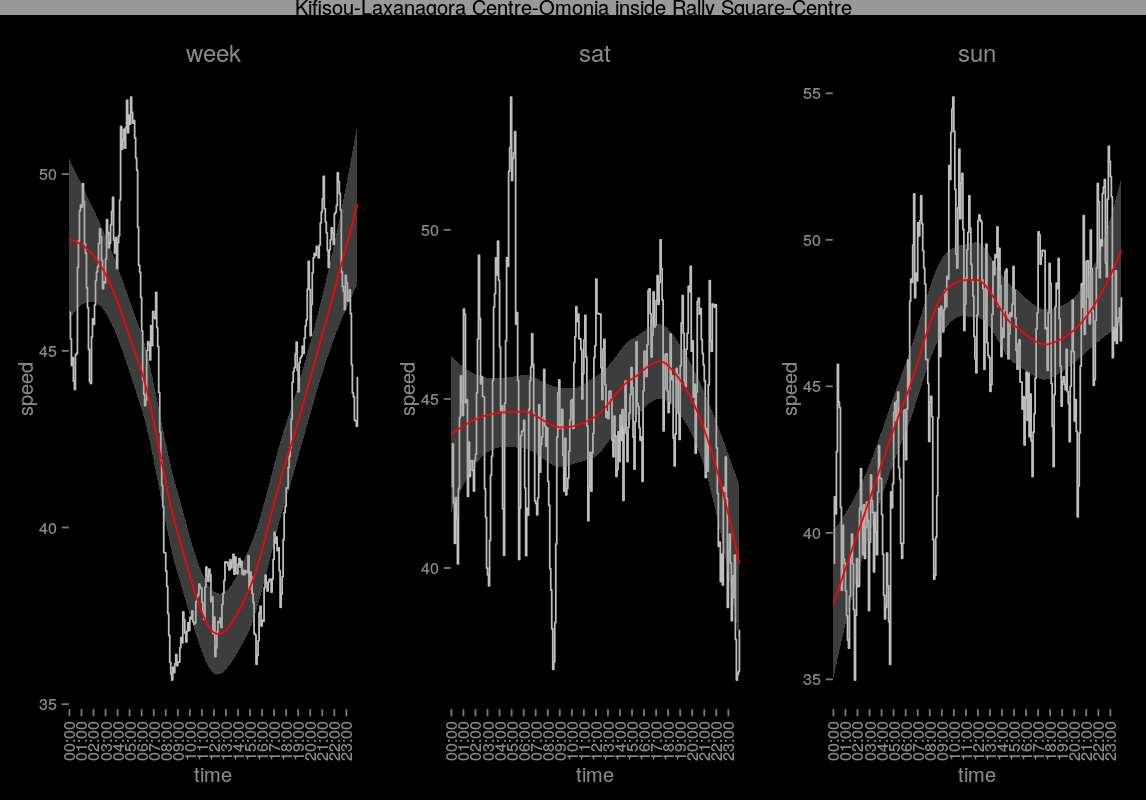 Kifisou-Laxanagora Centre-Omonia inside Rally Square-Centre
week
sat
sun
speed
50
45
40
35
00:00 01:00 02:00 03:00 04:00 05:00 06:00 07:00 08:00 09:00 10:00 11:00 12:00 13:00 14:00 15:00 16:00 17:00 18:00 19:00 20:00 21:00 22:00 23:00
time
speed
50
45
40
00:00 01:00 02:00 03:00 04:00 05:00 06:00 07:00 08:00 09:00 10:00 11:00 12:00 13:00 14:00 15:00 16:00 17:00 18:00 19:00 20:00 21:00 22:00 23:00
time
speed
55
50
45
40
35
00:00 01:00 02:00 03:00 04:00 05:00 06:00 07:00 08:00 09:00 10:00 11:00 12:00 13:00 14:00 15:00 16:00 17:00 18:00 19:00 20:00 21:00 22:00 23:00
time